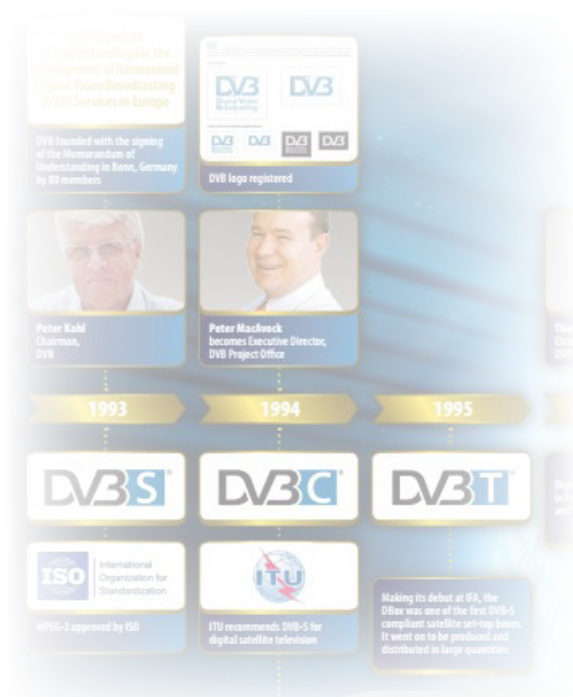 Memorandum
of Understanding for the
Development of Harmonised
Digital Video Broadcasting
(DVB) Services in Europe
DVB founded with the signing
of the Memorandum of
Understanding in Bonn, Germany
by 80 members
DVB
Digital Video
Broadcasting
DVB
DVB
DVB
DVB
DVB
DVB logo registered
Peter Kahl
Chairman,
DVB
Peter MacAvock
becomes Executive Director,
DVB Project Office
1993
1994
1995
DVB S
DVB C
DVB T
ISO
International
Organization for
Standardization
MPEG-2 approved by ISO
ITU
ITU recommends DVB-S for
digital satellite television
Making its debut at IFA, the
DBox was one of the first DVB-S
compliant satellite set-top boxes.
It went on to be produced and
distributed in large quantities